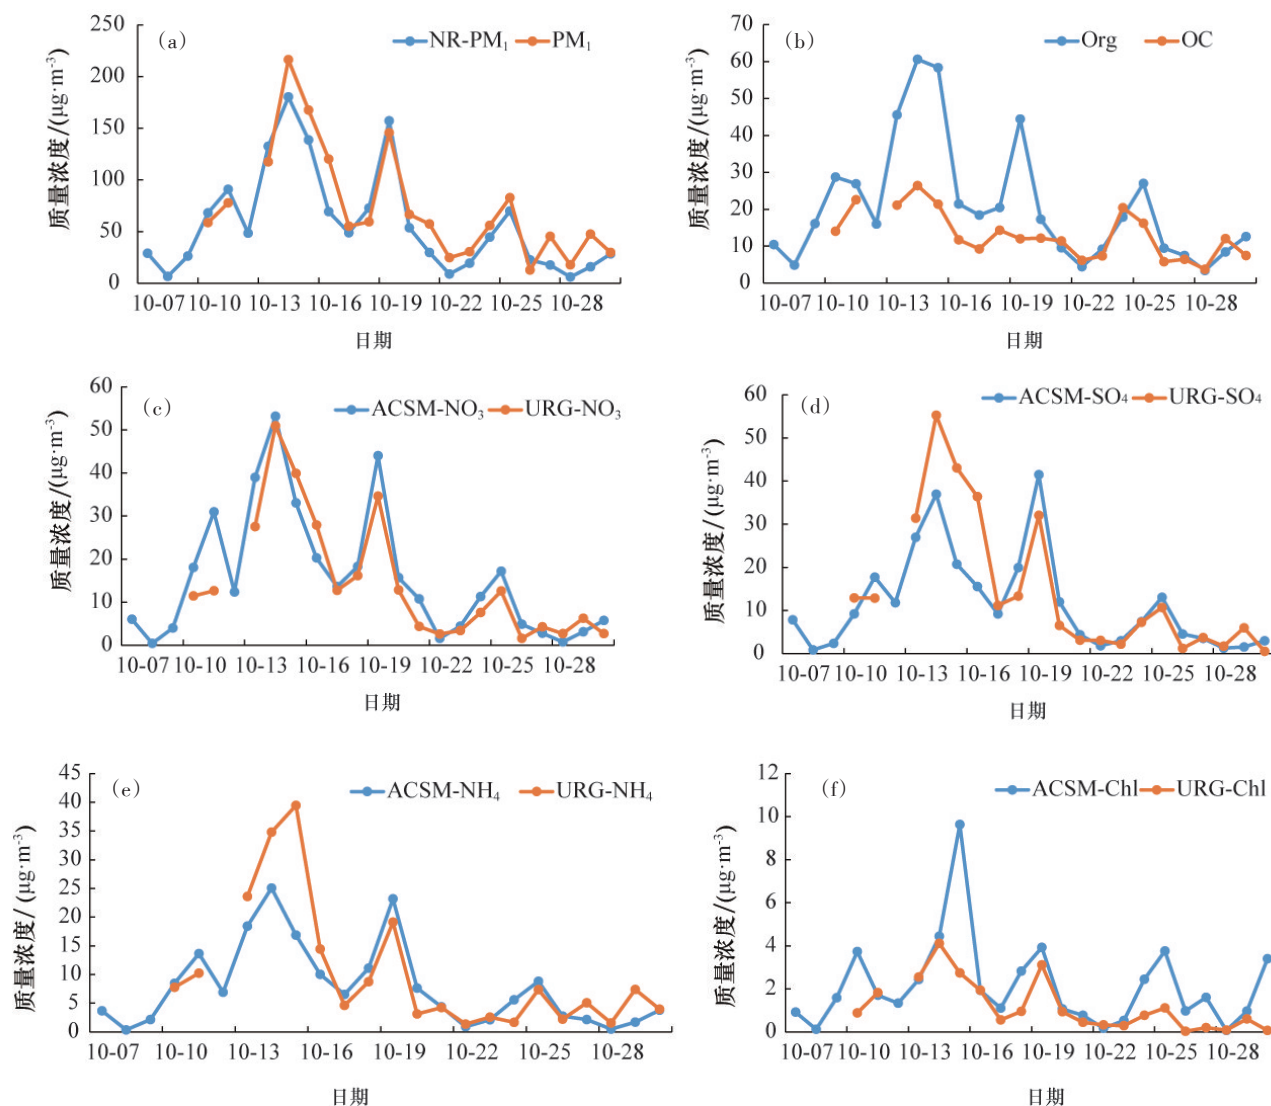 (a)
NR-PM₁ PM₁
250
200
150
100
50
0
质量浓度/(μg·m⁻³)
10-07 10-10 10-13 10-16 10-19 10-22 10-25 10-28
日期
(b)
Org OC
70
60
50
40
30
20
10
0
质量浓度/(μg·m⁻³)
10-07 10-10 10-13 10-16 10-19 10-22 10-25 10-28
日期
(c)
ACSM-NO₃ URG-NO₃
60
50
40
30
20
10
0
质量浓度/(μg·m⁻³)
10-07 10-10 10-13 10-16 10-19 10-22 10-25 10-28
日期
(d)
ACSM-SO₄ URG-SO₄
60
50
40
30
20
10
0
质量浓度/(μg·m⁻³)
10-07 10-10 10-13 10-16 10-19 10-22 10-25 10-28
日期
(e)
ACSM-NH₄ URG-NH₄
45
40
35
30
25
20
15
10
5
0
质量浓度/(μg·m⁻³)
10-07 10-10 10-13 10-16 10-19 10-22 10-25 10-28
日期
(f)
ACSM-Chl URG-Chl
12
10
8
6
4
2
0
质量浓度/(μg·m⁻³)
10-07 10-10 10-13 10-16 10-19 10-22 10-25 10-28
日期